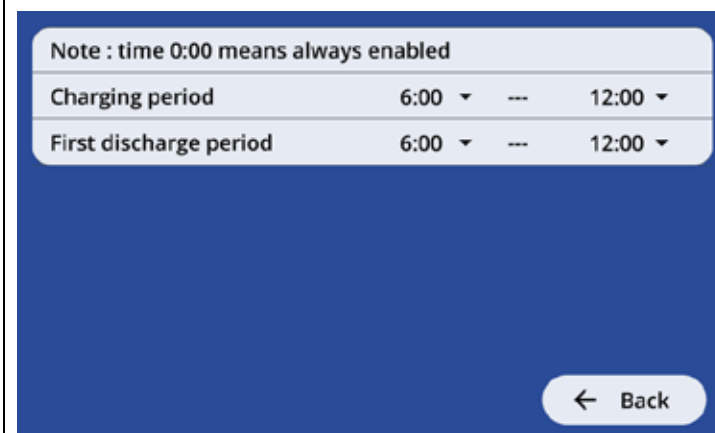 Note : time 0:00 means always enabled
Charging period 6:00 --- 12:00
First discharge period 6:00 --- 12:00
← Back